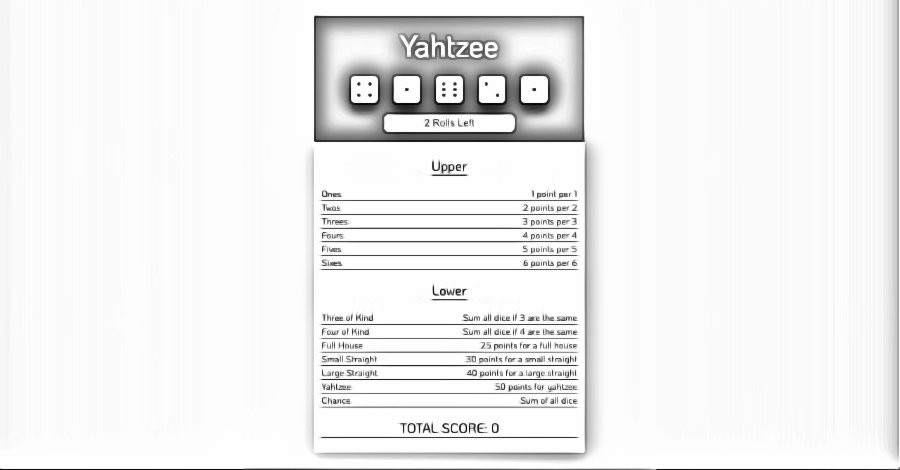 Yahtzee
2 Rolls Left
Upper
Ones 1 point per 1
Twos 2 points per 2
Threes 3 points per 3
Fours 4 points per 4
Fives 5 points per 5
Sixes 6 points per 6
Lower
Three of Kind Sum all dice if 3 are the same
Four of Kind Sum all dice if 4 are the same
Full House 25 points for a full house
Small Straight 30 points for a small straight
Large Straight 40 points for a large straight
Yahtzee 50 points for yahtzee
Chance Sum of all dice
TOTAL SCORE: 0